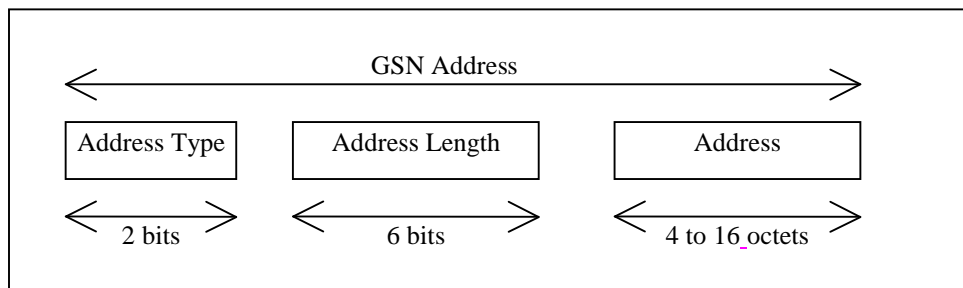 GSN Address
Address Type Address Length Address
2 bits 6 bits 4 to 16 octets